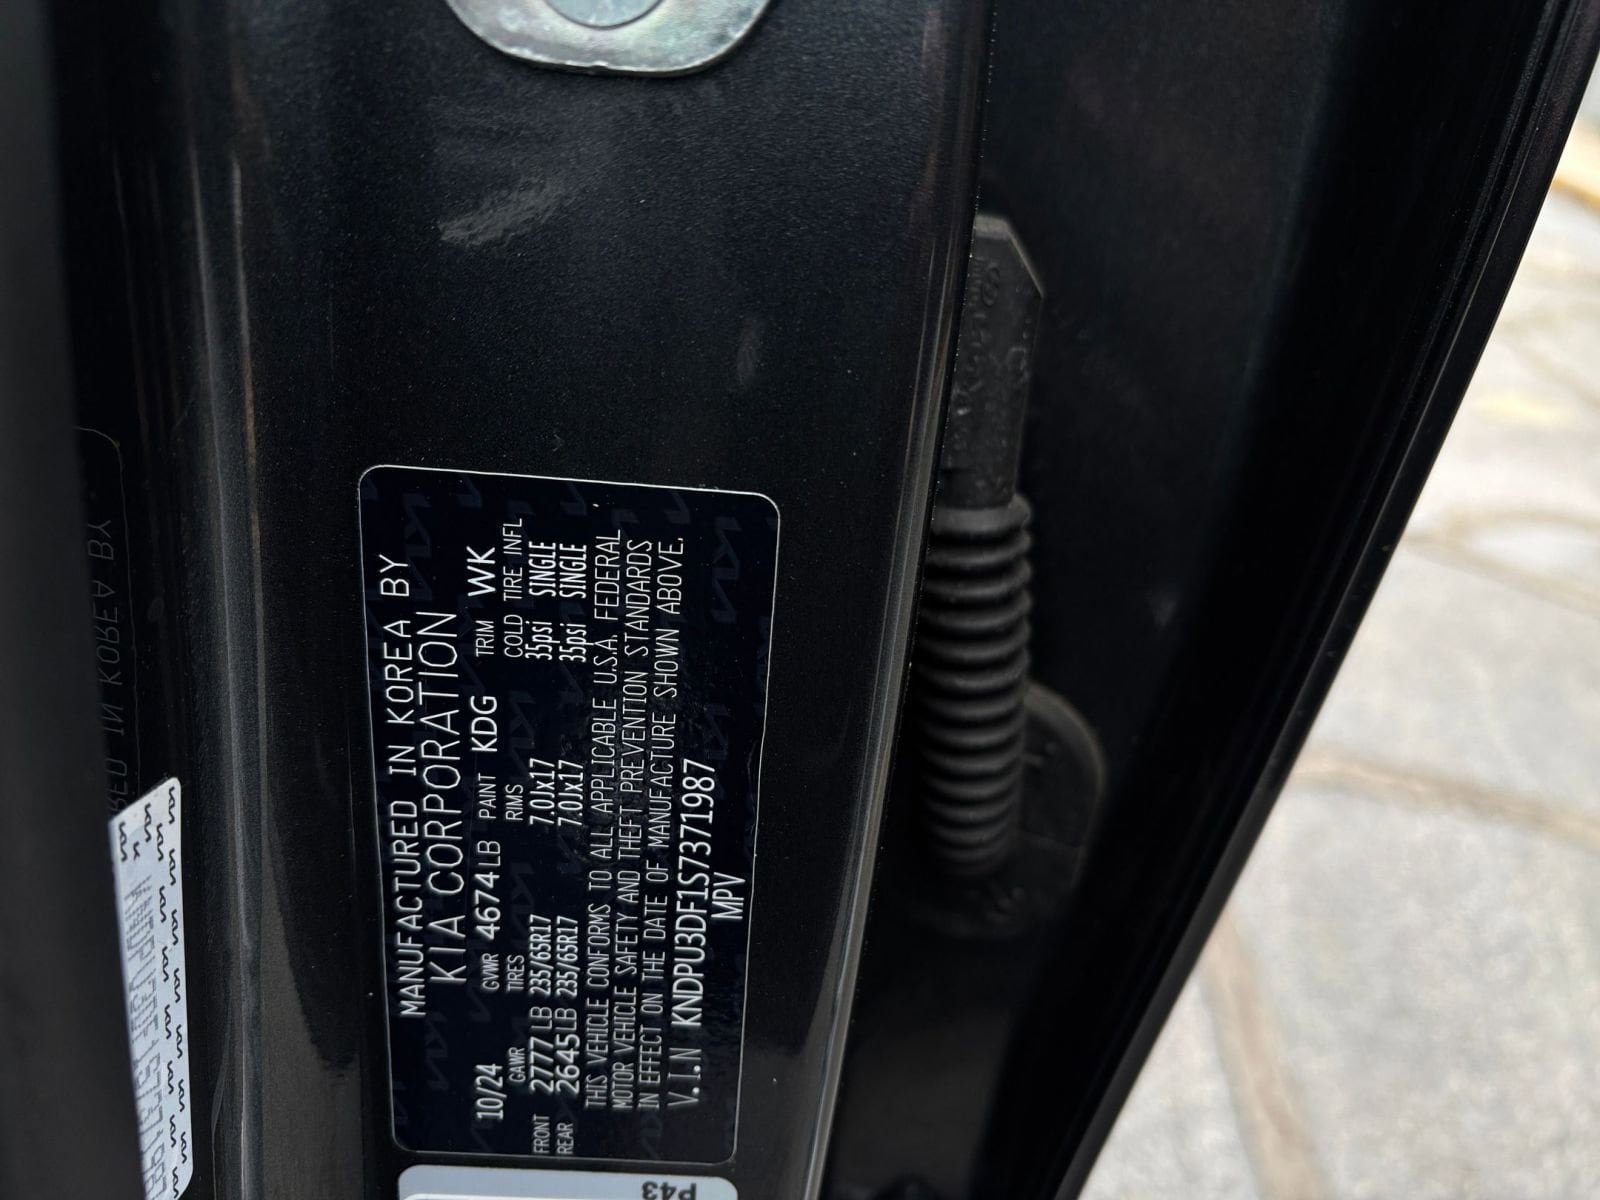 MANUFACTURED IN KOREA BY
KIA CORPORATION
10/24 GVWR 4674LB PAINT KDG TRIM WK
GAWR TIRES RIMS COLD TIRE INFL
FRONT 2777LB 235/65R17 7.0Jx17 35psi SINGLE
REAR 2645LB 235/65R17 7.0Jx17 35psi SINGLE
THIS VEHICLE CONFORMS TO ALL APPLICABLE U.S.A. FEDERAL
MOTOR VEHICLE SAFETY AND THEFT PREVENTION STANDARDS
IN EFFECT ON THE DATE OF MANUFACTURE SHOWN ABOVE.
V.I.N KNDPU3DF1S7371987
MPV
P43